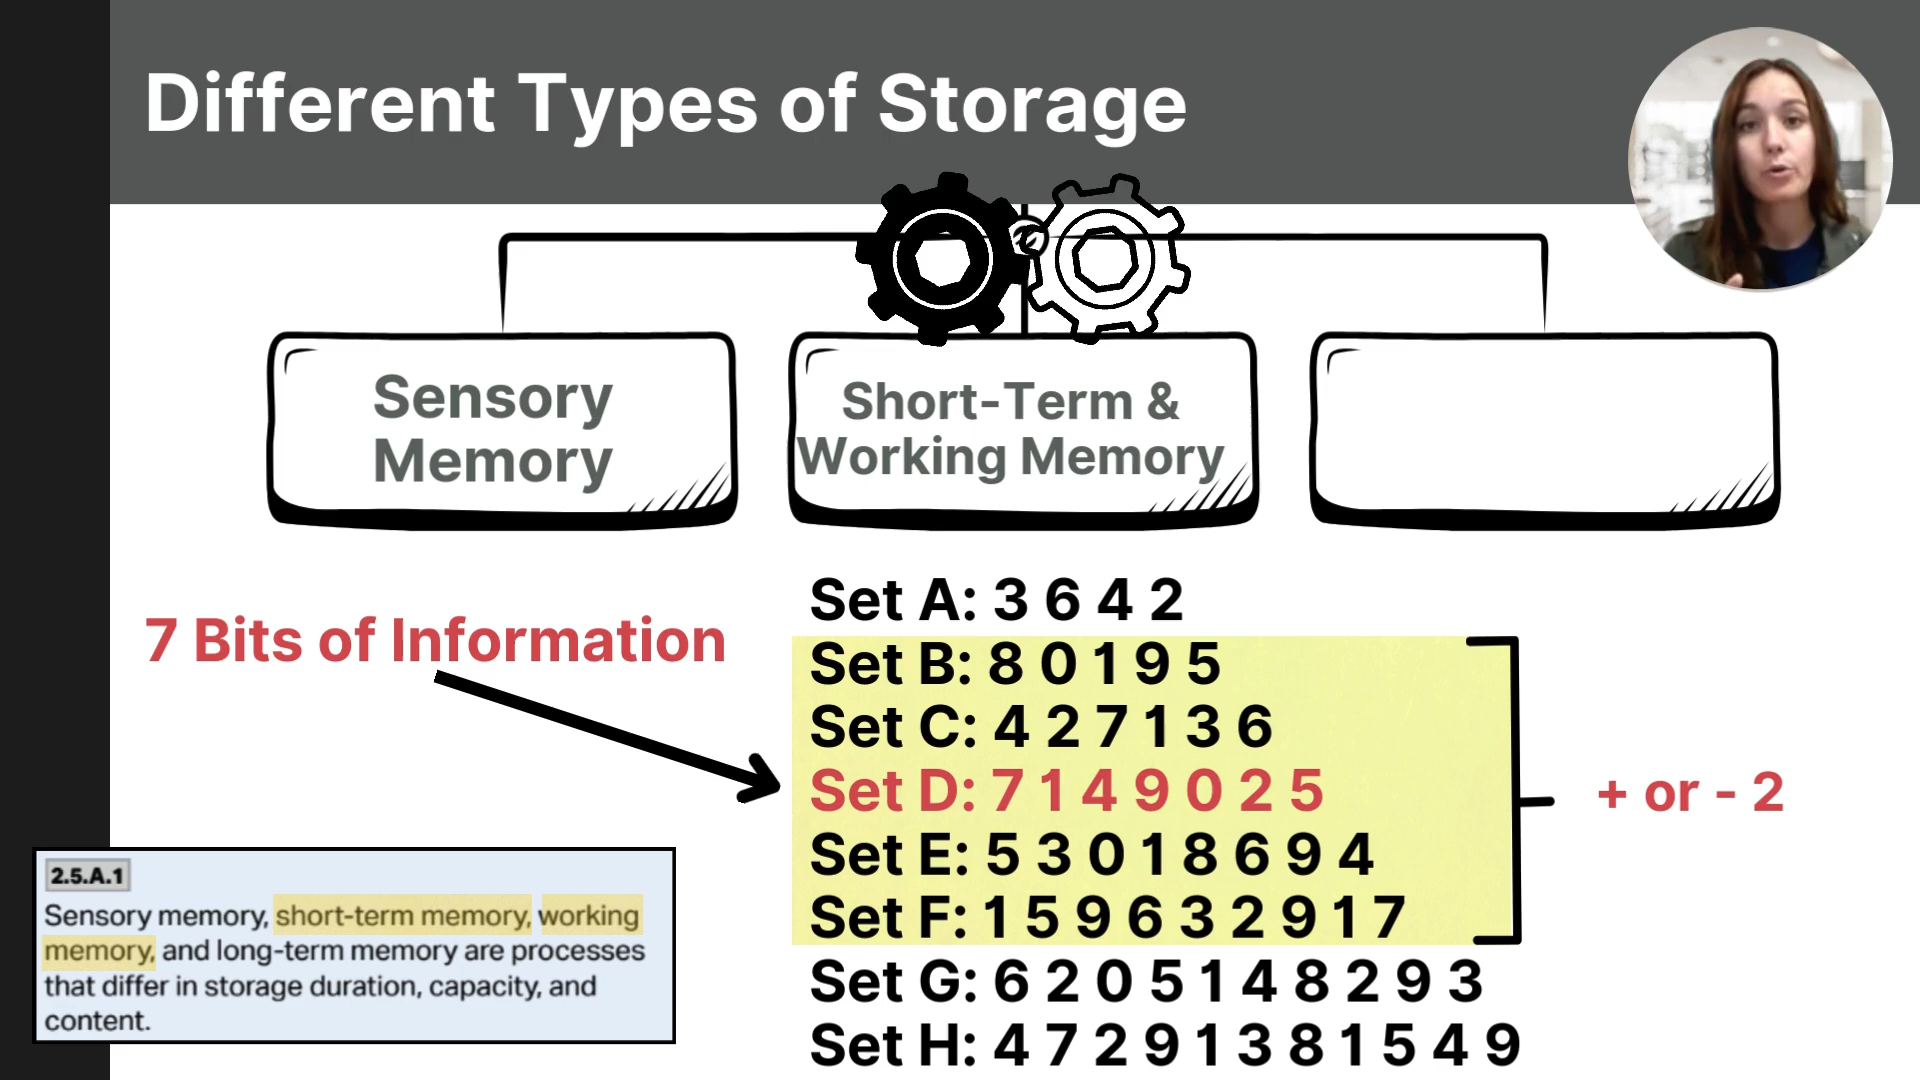 Different Types of Storage
Sensory
Memory
Short-Term &
Working Memory
7 Bits of Information
Set A: 3 6 4 2
Set B: 8 0 1 9 5
Set C: 4 2 7 1 3 6
Set D: 7 1 4 9 0 2 5
Set E: 5 3 0 1 8 6 9 4
Set F: 1 5 9 6 3 2 9 1 7
Set G: 6 2 0 5 1 4 8 2 9 3
Set H: 4 7 2 9 1 3 8 1 5 4 9
+ or - 2
2.5.A.1
Sensory memory, short-term memory, working
memory, and long-term memory are processes
that differ in storage duration, capacity, and
content.